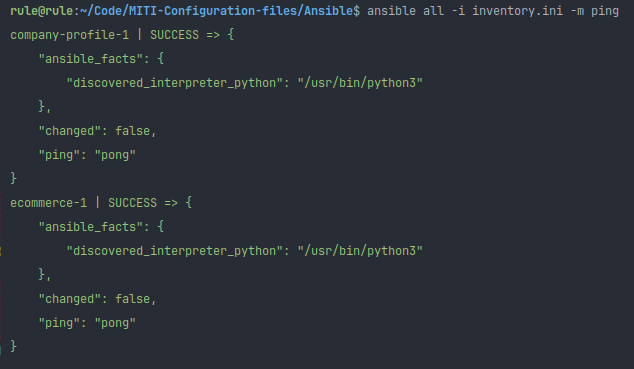 rule@rule:~/Code/MITI-Configuration-files/Ansible$ ansible all -i inventory.ini -m ping
company-profile-1 | SUCCESS => {
    "ansible_facts": {
        "discovered_interpreter_python": "/usr/bin/python3"
    },
    "changed": false,
    "ping": "pong"
}
ecommerce-1 | SUCCESS => {
    "ansible_facts": {
        "discovered_interpreter_python": "/usr/bin/python3"
    },
    "changed": false,
    "ping": "pong"
}